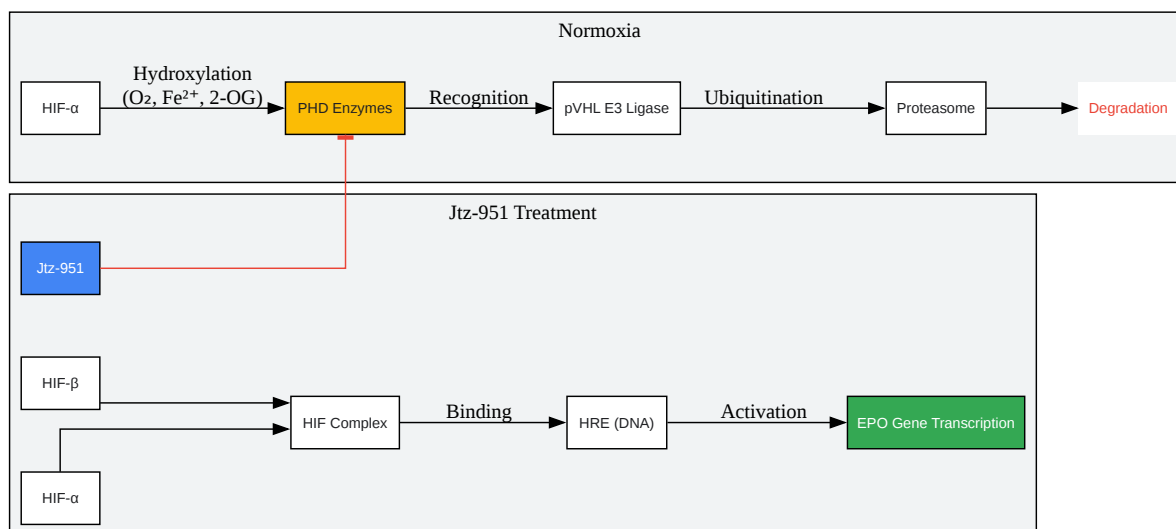 Normoxia
Hydroxylation
(O₂, Fe²⁺, 2-OG)
HIF-α
PHD Enzymes
Recognition
pVHL E3 Ligase
Ubiquitination
Proteasome
Degradation
Jtz-951 Treatment
Jtz-951
HIF-β
HIF-α
HIF Complex
Binding
HRE (DNA)
Activation
EPO Gene Transcription